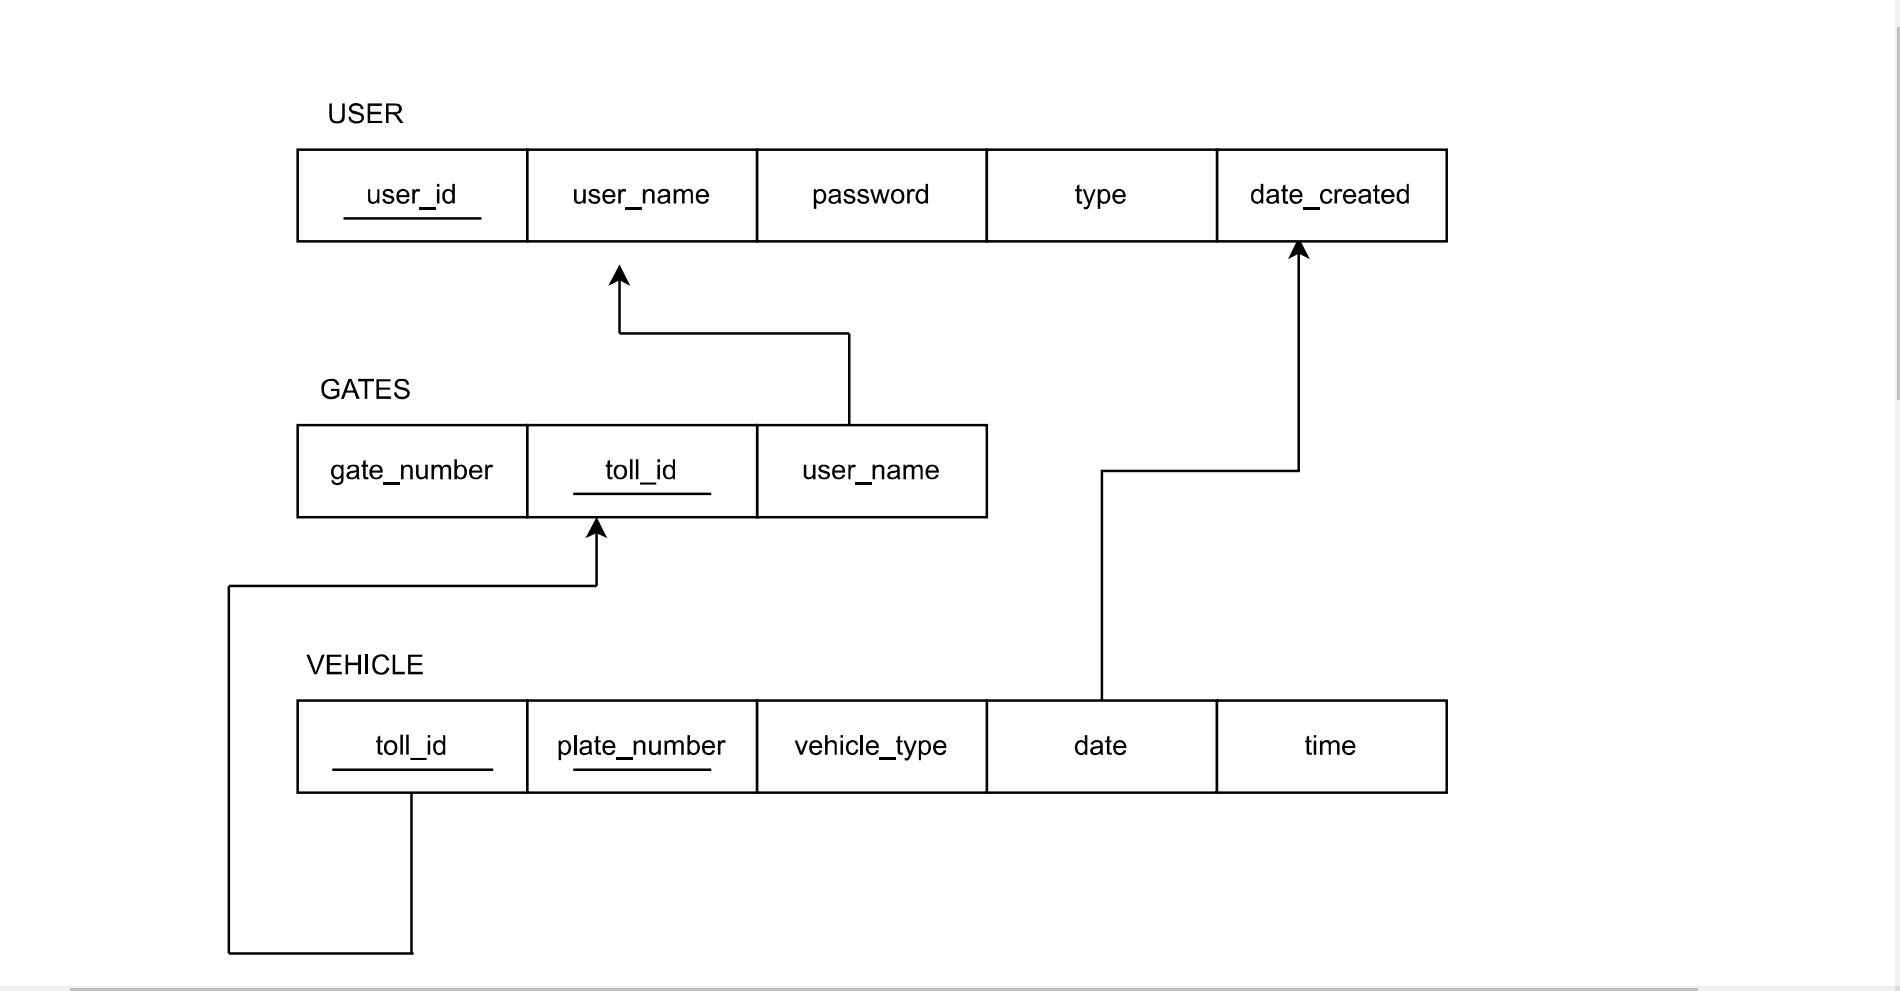 USER
user_id user_name password type date_created
GATES
gate_number toll_id user_name
VEHICLE
toll_id plate_number vehicle_type date time